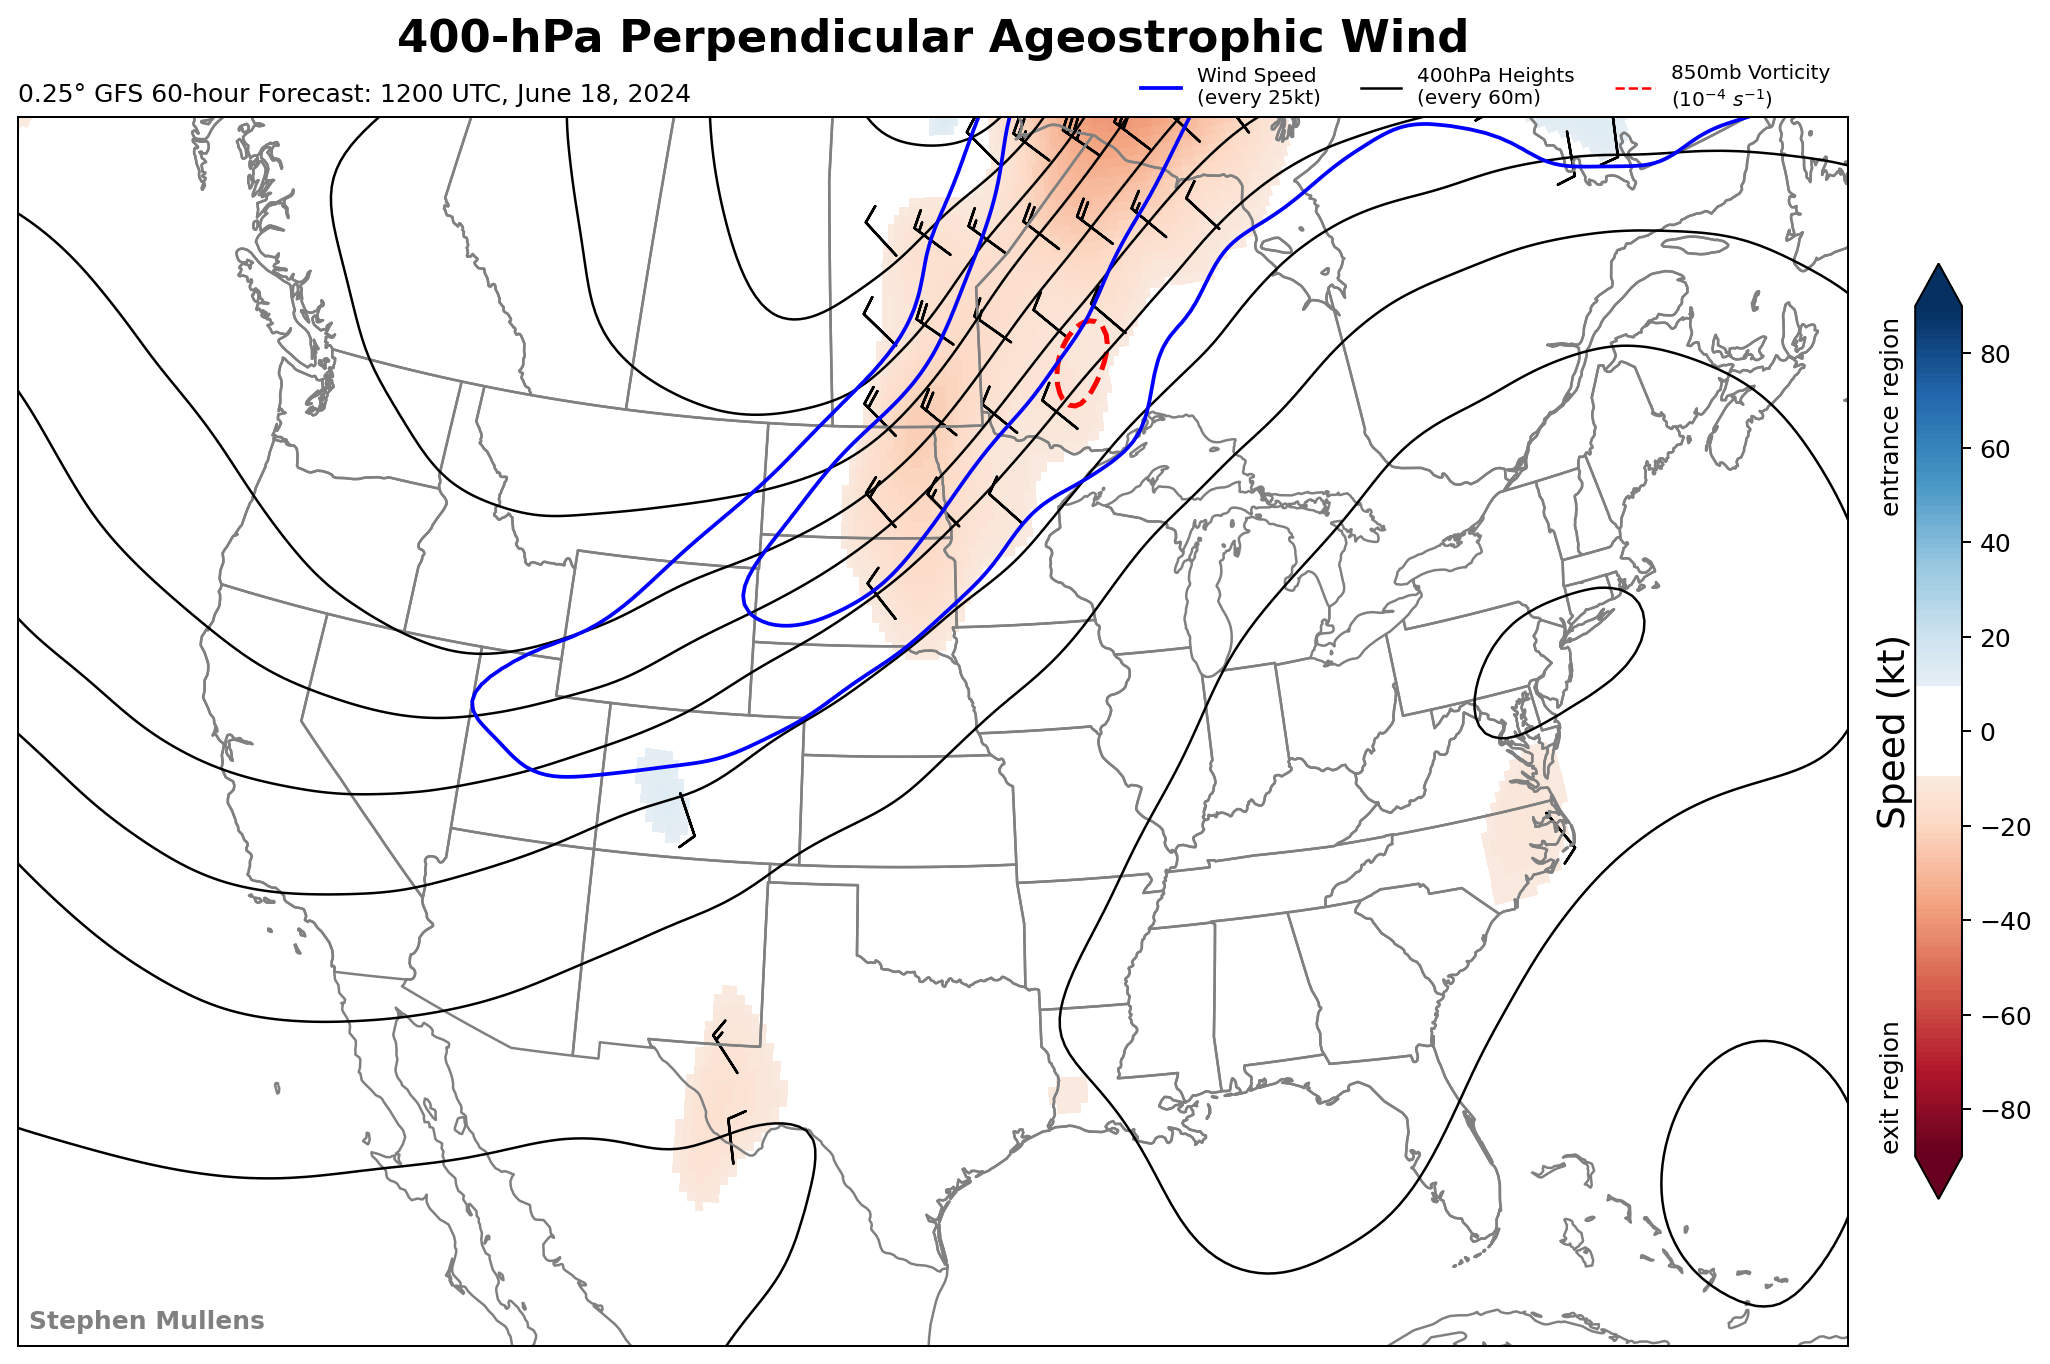 400-hPa Perpendicular Ageostrophic Wind
0.25° GFS 60-hour Forecast: 1200 UTC, June 18, 2024
Wind Speed
(every 25kt)
400hPa Heights
(every 60m)
850mb Vorticity
(10⁻⁴ s⁻¹)
entrance region
exit region
Speed (kt)
80
60
40
20
0
−20
−40
−60
−80
Stephen Mullens